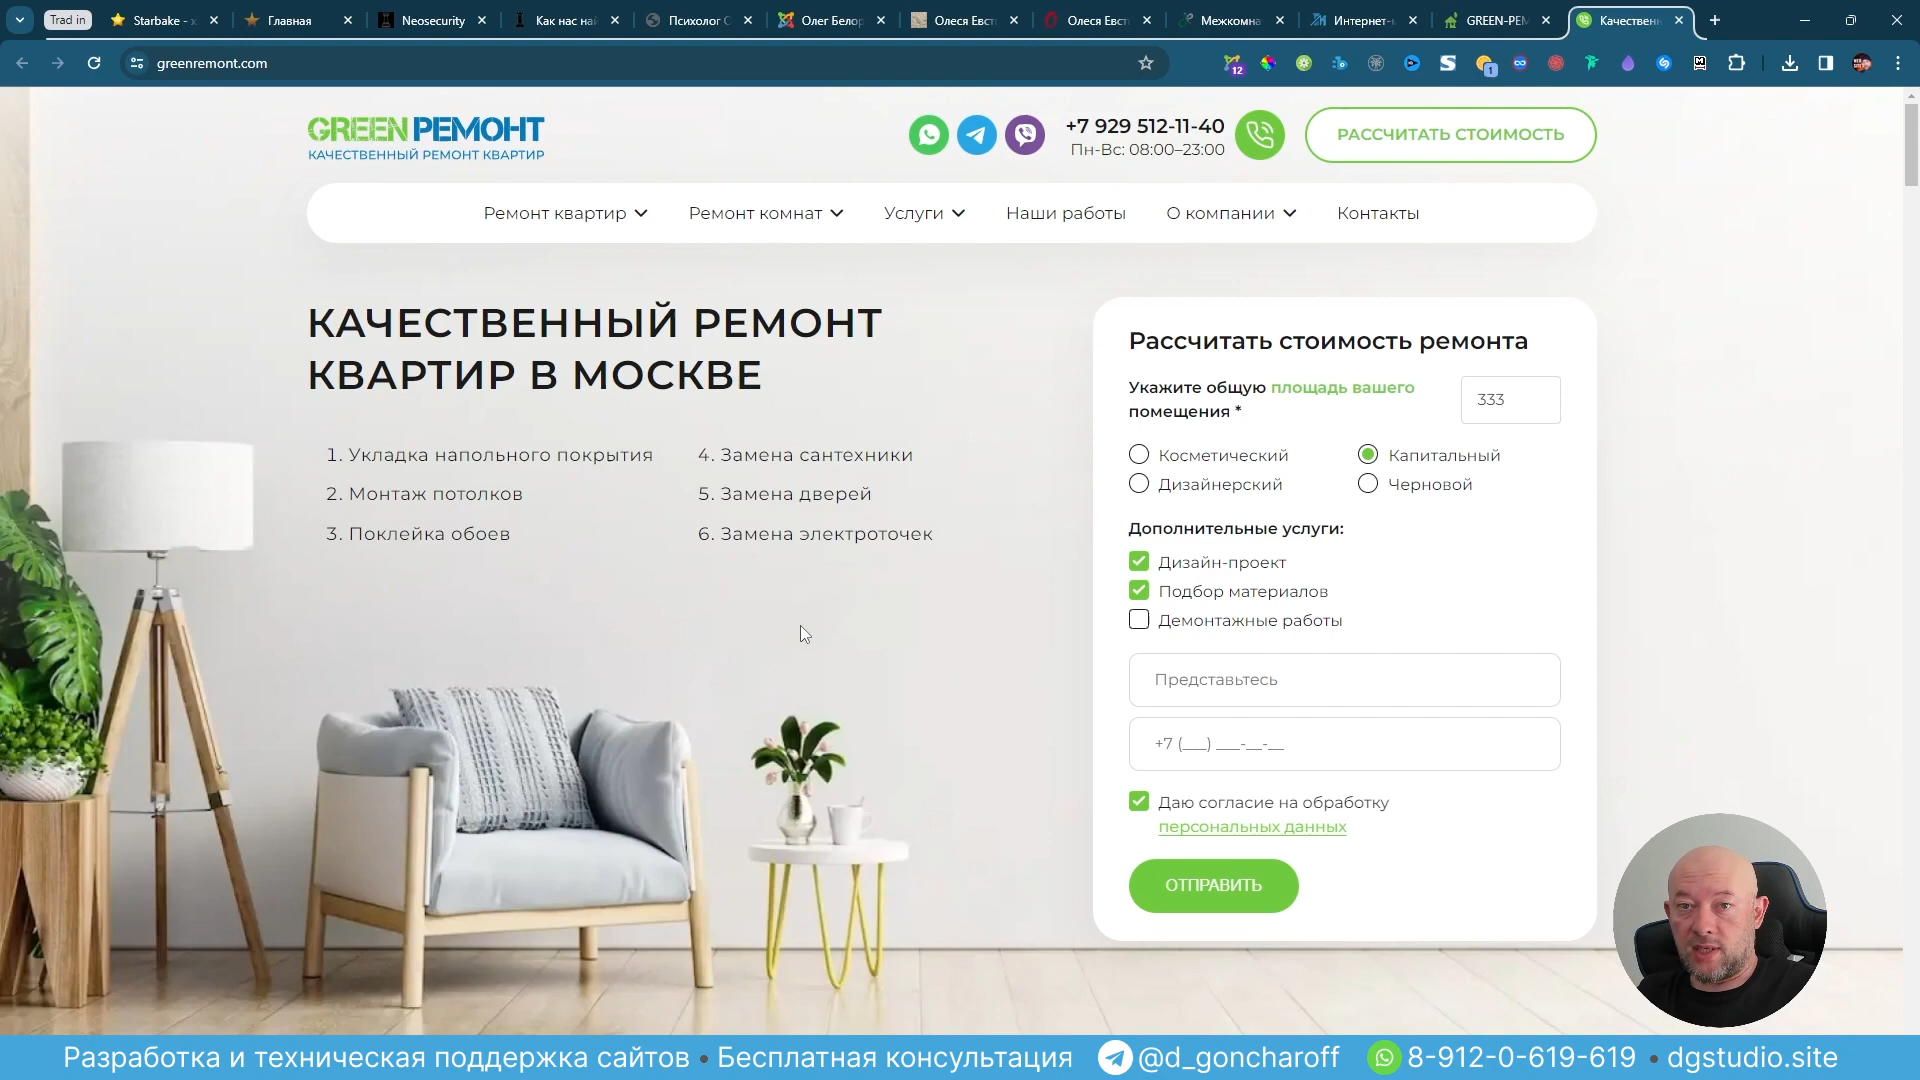 Trad in
Starbake - х
Главная
Neosecurity
Как нас най
Психолог О
Олег Белор
Олеся Евст
Олеся Евст
Межкомна
Интернет-
GREEN-РЕМ
Качествен
greenremont.com
12
1
GREEN РЕМОНТ
КАЧЕСТВЕННЫЙ РЕМОНТ КВАРТИР
+7 929 512-11-40
Пн-Вс: 08:00–23:00
РАССЧИТАТЬ СТОИМОСТЬ
Ремонт квартир
Ремонт комнат
Услуги
Наши работы
О компании
Контакты
КАЧЕСТВЕННЫЙ РЕМОНТ
КВАРТИР В МОСКВЕ
1. Укладка напольного покрытия
2. Монтаж потолков
3. Поклейка обоев
4. Замена сантехники
5. Замена дверей
6. Замена электроточек
Рассчитать стоимость ремонта
Укажите общую площадь вашего
помещения *
333
Косметический
Капитальный
Дизайнерский
Черновой
Дополнительные услуги:
Дизайн-проект
Подбор материалов
Демонтажные работы
Представьтесь
+7 (___) ___-__-__
Даю согласие на обработку
персональных данных
ОТПРАВИТЬ
Разработка и техническая поддержка сайтов • Бесплатная консультация @d_goncharoff 8-912-0-619-619 • dgstudio.site